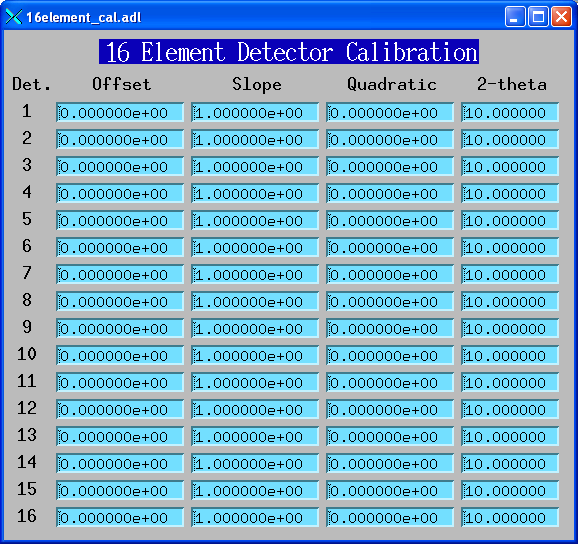 16element_cal.adl
16 Element Detector Calibration
Det. Offset Slope Quadratic 2-theta
1 0.000000e+00 1.000000e+00 0.000000e+00 10.000000
2 0.000000e+00 1.000000e+00 0.000000e+00 10.000000
3 0.000000e+00 1.000000e+00 0.000000e+00 10.000000
4 0.000000e+00 1.000000e+00 0.000000e+00 10.000000
5 0.000000e+00 1.000000e+00 0.000000e+00 10.000000
6 0.000000e+00 1.000000e+00 0.000000e+00 10.000000
7 0.000000e+00 1.000000e+00 0.000000e+00 10.000000
8 0.000000e+00 1.000000e+00 0.000000e+00 10.000000
9 0.000000e+00 1.000000e+00 0.000000e+00 10.000000
10 0.000000e+00 1.000000e+00 0.000000e+00 10.000000
11 0.000000e+00 1.000000e+00 0.000000e+00 10.000000
12 0.000000e+00 1.000000e+00 0.000000e+00 10.000000
13 0.000000e+00 1.000000e+00 0.000000e+00 10.000000
14 0.000000e+00 1.000000e+00 0.000000e+00 10.000000
15 0.000000e+00 1.000000e+00 0.000000e+00 10.000000
16 0.000000e+00 1.000000e+00 0.000000e+00 10.000000